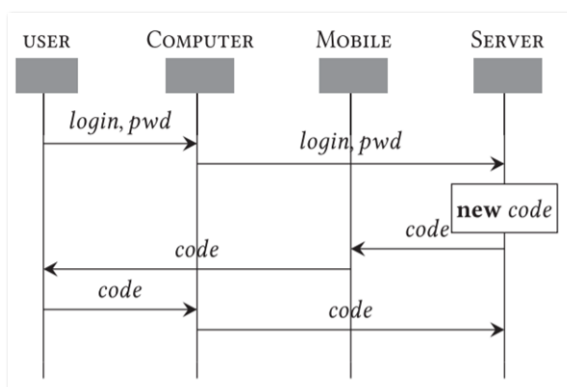 USER COMPUTER MOBILE SERVER
login, pwd
login, pwd
new code
code
code
code
code